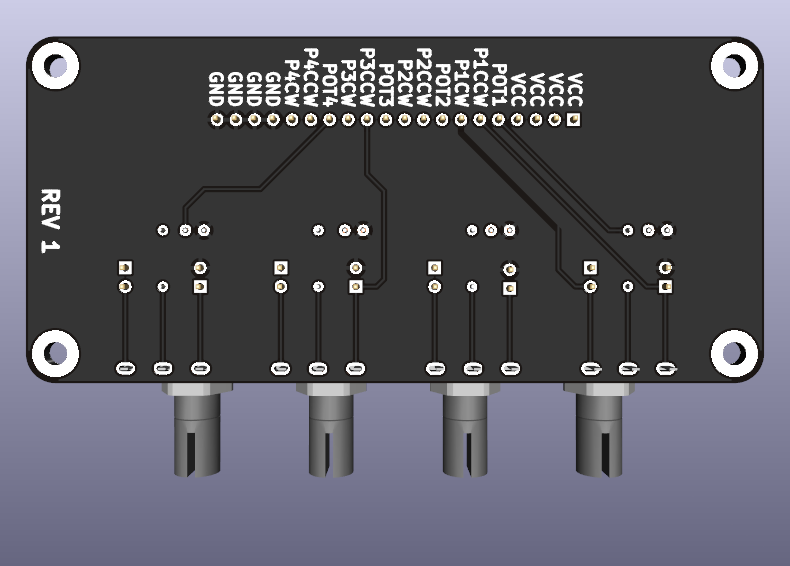 GND
GND
GND
GND
P4CW
P4CCW
POT4
P3CW
P3CCW
POT3
P2CW
P2CCW
POT2
P1CW
P1CCW
POT1
VCC
VCC
VCC
VCC
REV 1